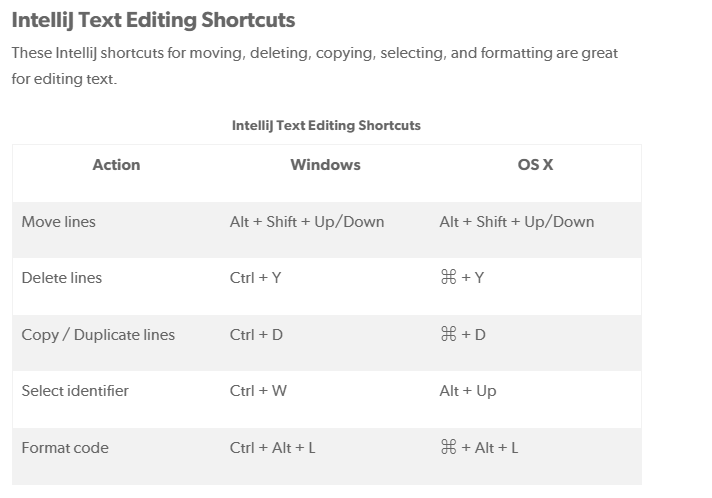 IntelliJ Text Editing Shortcuts
These IntelliJ shortcuts for moving, deleting, copying, selecting, and formatting are great
for editing text.
IntelliJ Text Editing Shortcuts
Action Windows OS X
Move lines Alt + Shift + Up/Down Alt + Shift + Up/Down
Delete lines Ctrl + Y ⌘ + Y
Copy / Duplicate lines Ctrl + D ⌘ + D
Select identifier Ctrl + W Alt + Up
Format code Ctrl + Alt + L ⌘ + Alt + L